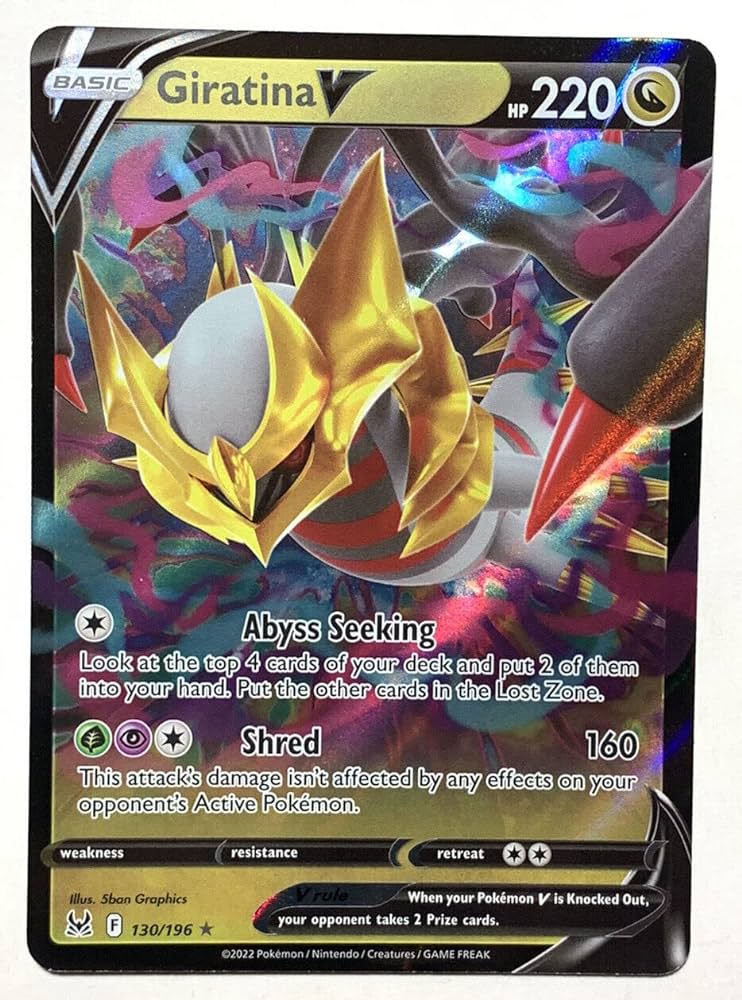 BASIC Giratina V HP 220
Abyss Seeking
Look at the top 4 cards of your deck and put 2 of them
into your hand. Put the other cards in the Lost Zone.
Shred 160
This attack's damage isn't affected by any effects on your
opponent's Active Pokémon.
weakness resistance retreat
Illus. 5ban Graphics
V rule When your Pokémon V is Knocked Out,
your opponent takes 2 Prize cards.
F 130/196 ★
©2022 Pokémon / Nintendo / Creatures / GAME FREAK